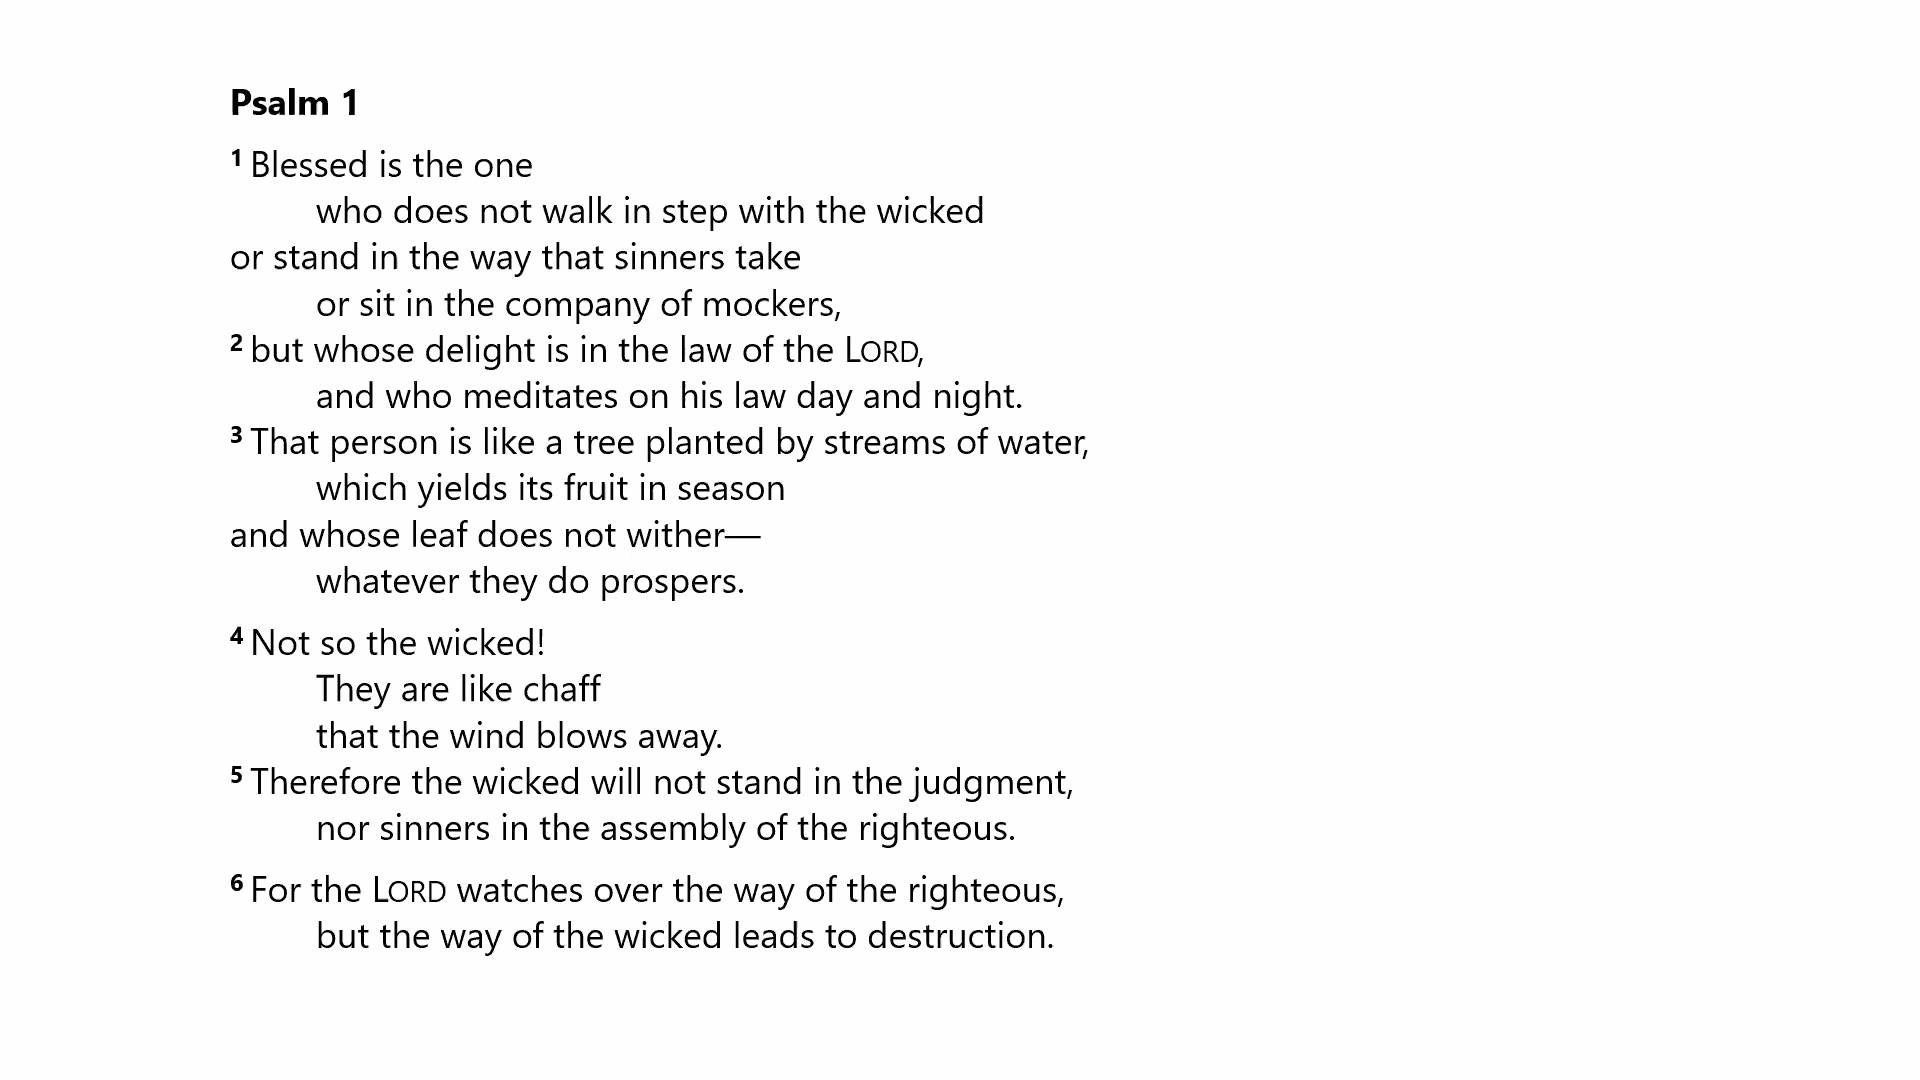 Psalm 1
1 Blessed is the one
who does not walk in step with the wicked
or stand in the way that sinners take
or sit in the company of mockers,
2 but whose delight is in the law of the LORD,
and who meditates on his law day and night.
3 That person is like a tree planted by streams of water,
which yields its fruit in season
and whose leaf does not wither—
whatever they do prospers.
4 Not so the wicked!
They are like chaff
that the wind blows away.
5 Therefore the wicked will not stand in the judgment,
nor sinners in the assembly of the righteous.
6 For the LORD watches over the way of the righteous,
but the way of the wicked leads to destruction.